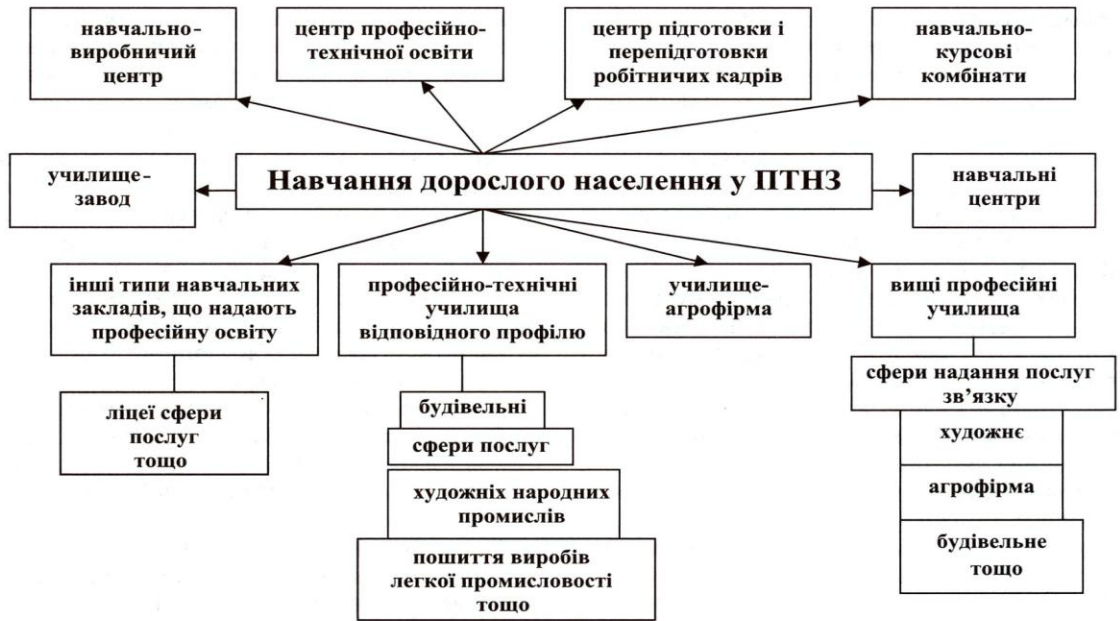 навчально-
виробничий
центр
центр професійно-
технічної освіти
центр підготовки і
перепідготовки
робітничих кадрів
навчально-
курсові
комбінати
училище-
завод
Навчання дорослого населення у ПТНЗ
навчальні
центри
інші типи навчальних
закладів, що надають
професійну освіту
професійно-технічні
училища
відповідного профілю
училище-
агрофірма
вищі професійні
училища
ліцеї сфери
послуг
тощо
будівельні
сфери послуг
художніх народних
промислів
пошиття виробів
легкої промисловості
тощо
сфери надання послуг
зв’язку
художнє
агрофірма
будівельне
тощо